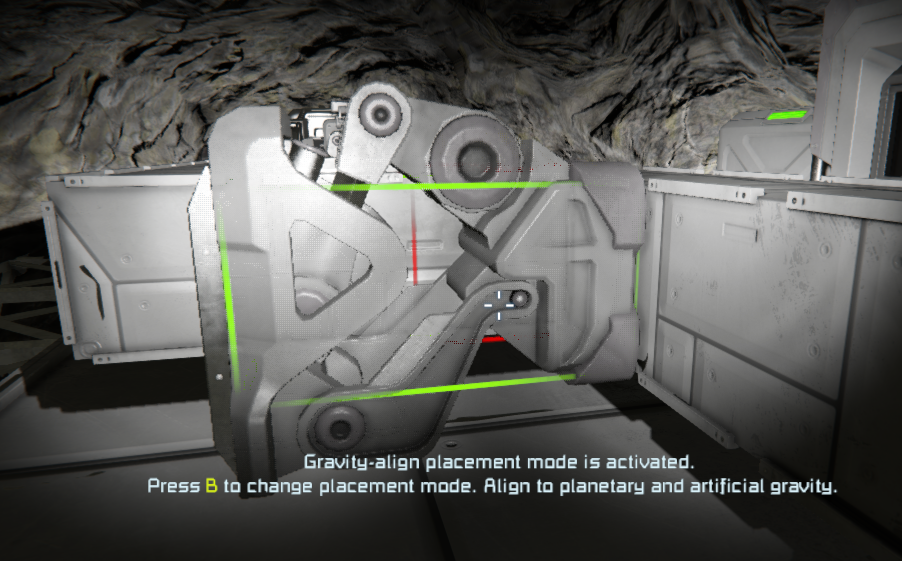 Gravity-align placement mode is activated.
Press B to change placement mode. Align to planetary and artificial gravity.